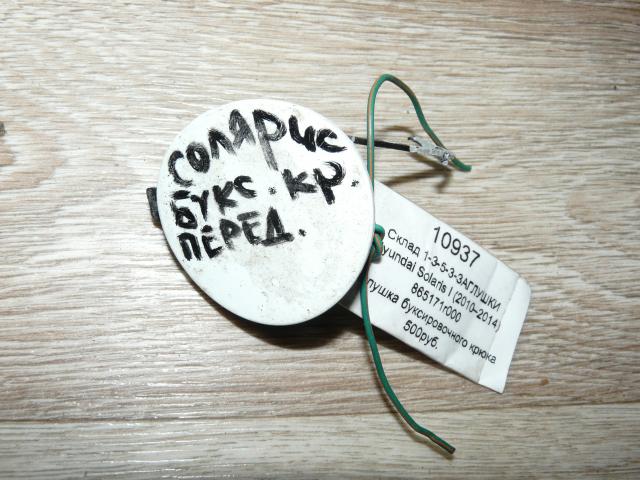 СОЛЯРИС
БУКС.КР.
ПЕРЕД.
10937
Склад 1-3-5-3-ЗАГЛУШКИ
yundai Solaris I (2010-2014)
865171r000
лушка буксировочного крюка
500руб.